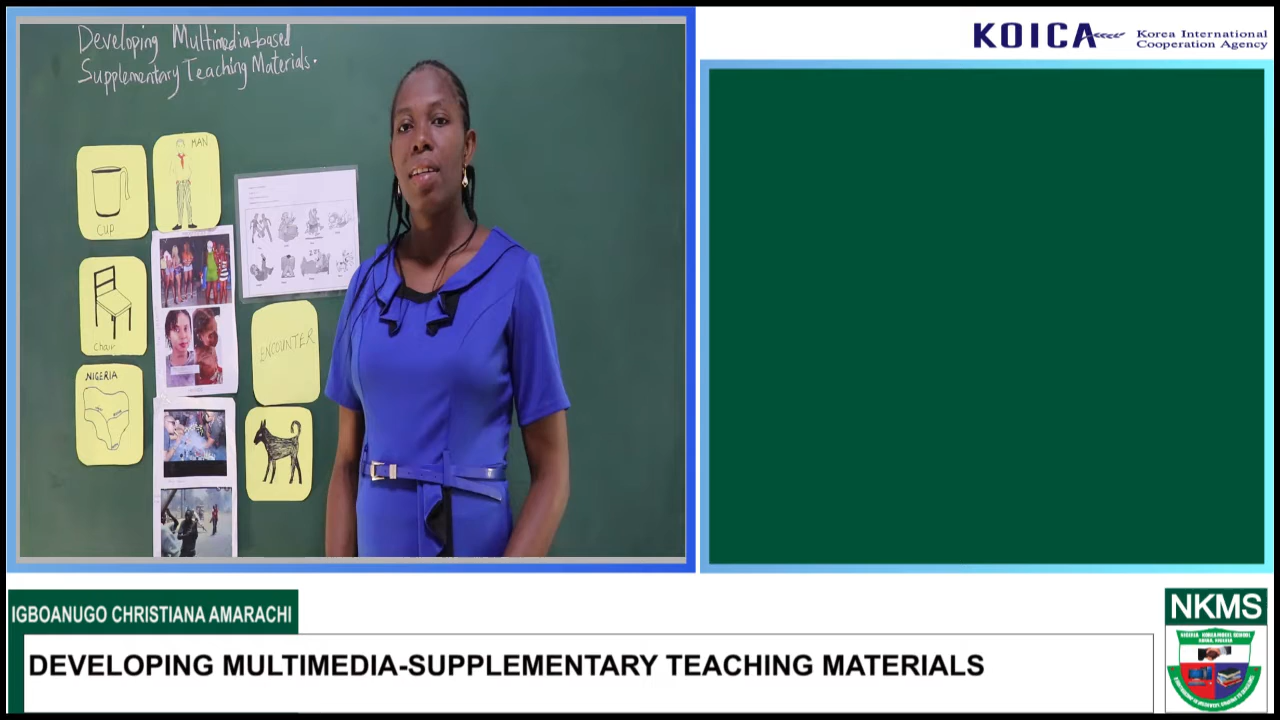 Developing Multimedia-based
Supplementary Teaching Materials.
CUP
MAN
Chair
NIGERIA
ENCOUNTER
KOICA
Korea International
Cooperation Agency
IGBOANUGO CHRISTIANA AMARACHI
DEVELOPING MULTIMEDIA-SUPPLEMENTARY TEACHING MATERIALS
NKMS